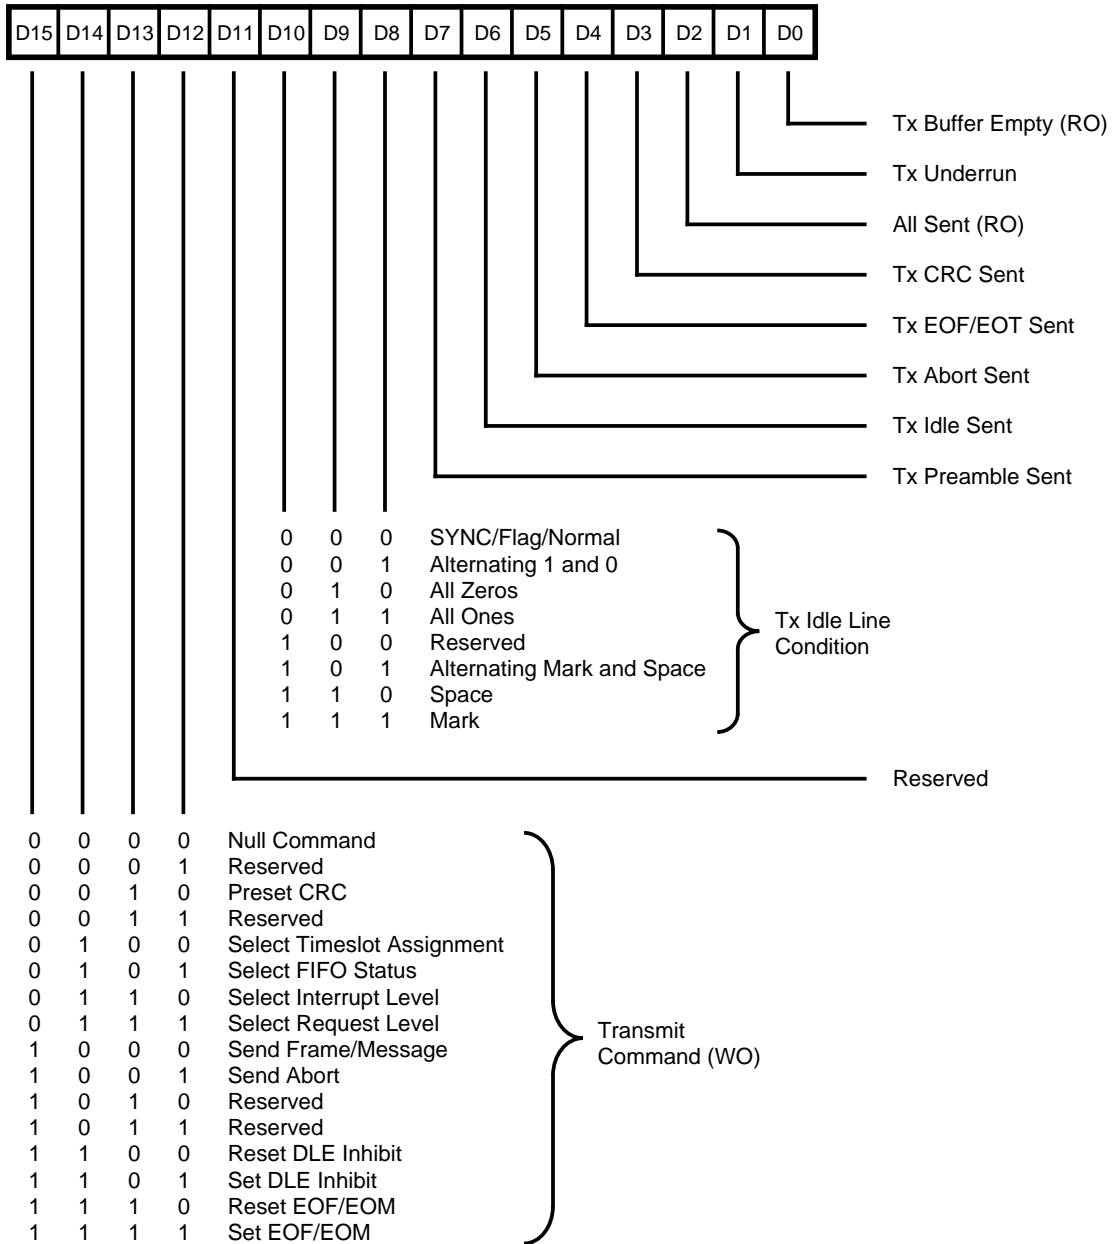 D15 D14 D13 D12 D11 D10 D9 D8 D7 D6 D5 D4 D3 D2 D1 D0
Tx Buffer Empty (RO)
Tx Underrun
All Sent (RO)
Tx CRC Sent
Tx EOF/EOT Sent
Tx Abort Sent
Tx Idle Sent
Tx Preamble Sent
0 0 0 SYNC/Flag/Normal
0 0 1 Alternating 1 and 0
0 1 0 All Zeros
0 1 1 All Ones
1 0 0 Reserved
1 0 1 Alternating Mark and Space
1 1 0 Space
1 1 1 Mark
Tx Idle Line
Condition
Reserved
0 0 0 0 Null Command
0 0 0 1 Reserved
0 0 1 0 Preset CRC
0 0 1 1 Reserved
0 1 0 0 Select Timeslot Assignment
0 1 0 1 Select FIFO Status
0 1 1 0 Select Interrupt Level
0 1 1 1 Select Request Level
1 0 0 0 Send Frame/Message
1 0 0 1 Send Abort
1 0 1 0 Reserved
1 0 1 1 Reserved
1 1 0 0 Reset DLE Inhibit
1 1 0 1 Set DLE Inhibit
1 1 1 0 Reset EOF/EOM
1 1 1 1 Set EOF/EOM
Transmit
Command (WO)